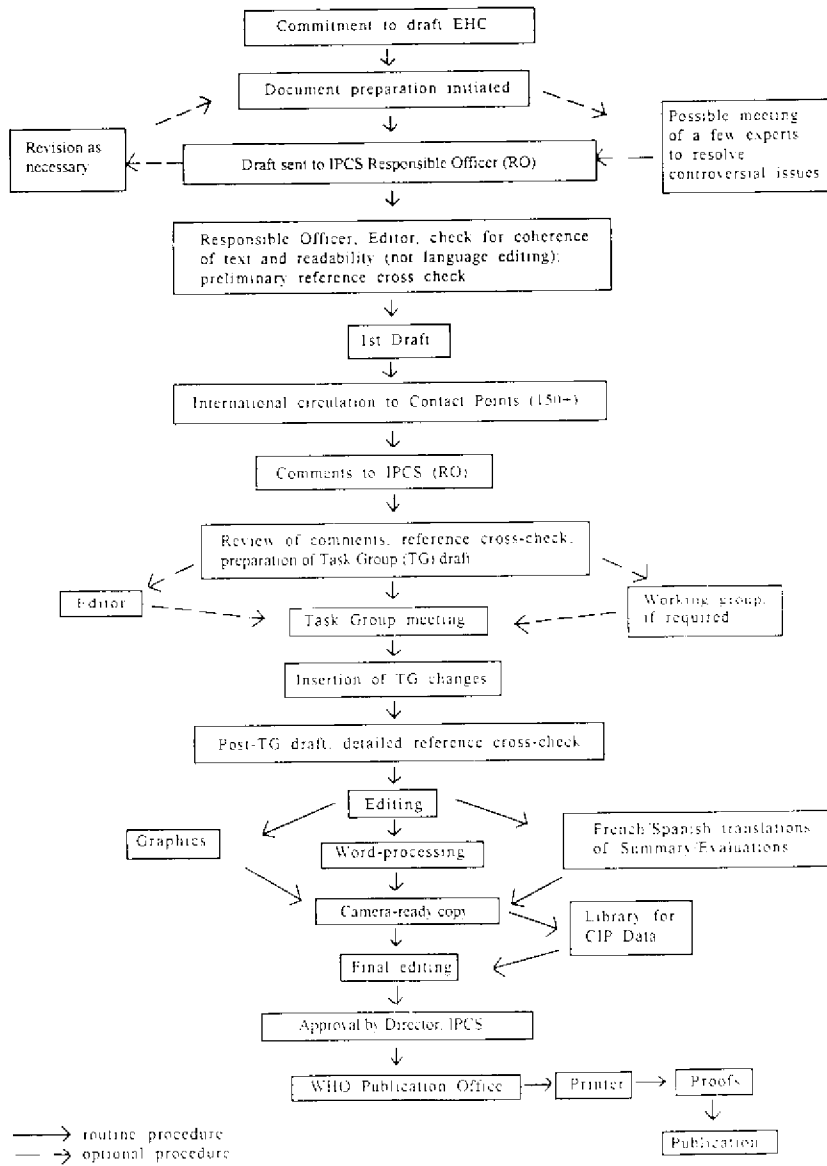 Commitment to draft EHC
Document preparation initiated
Revision as
necessary
Possible meeting
of a few experts
to resolve
controversial issues
Draft sent to IPCS Responsible Officer (RO)
Responsible Officer, Editor, check for coherence
of text and readability (not language editing);
preliminary reference cross check
1st Draft
International circulation to Contact Points (150+)
Comments to IPCS (RO)
Review of comments, reference cross-check,
preparation of Task Group (TG) draft
Editor
Working group,
if required
Task Group meeting
Insertion of TG changes
Post-TG draft, detailed reference cross-check
Editing
Graphics
French/Spanish translations
of Summary/Evaluations
Word-processing
Camera-ready copy
Library for
CIP Data
Final editing
Approval by Director, IPCS
WHO Publication Office
Printer
Proofs
Publication
routine procedure
optional procedure